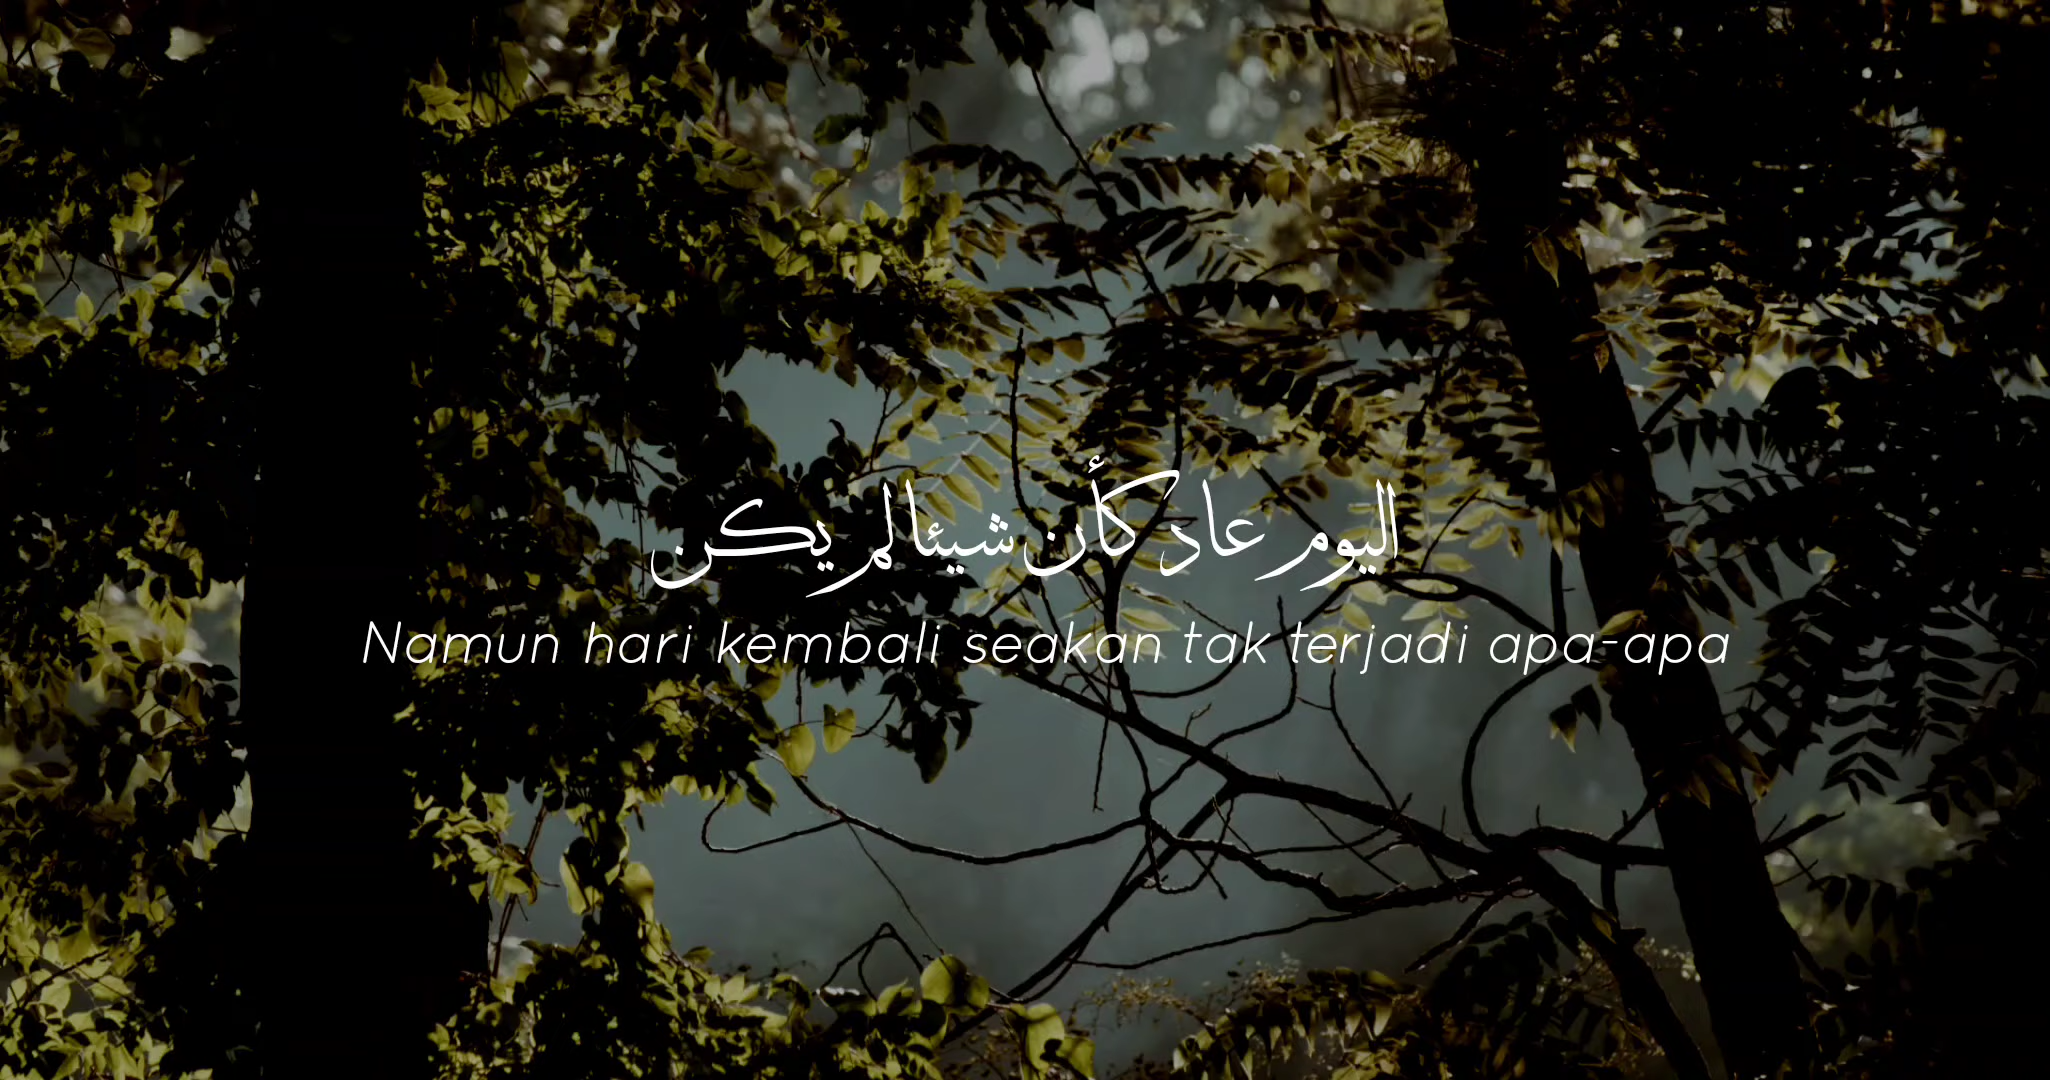 اليوم عاد كأن شيئا لم يكن
Namun hari kembali seakan tak terjadi apa-apa